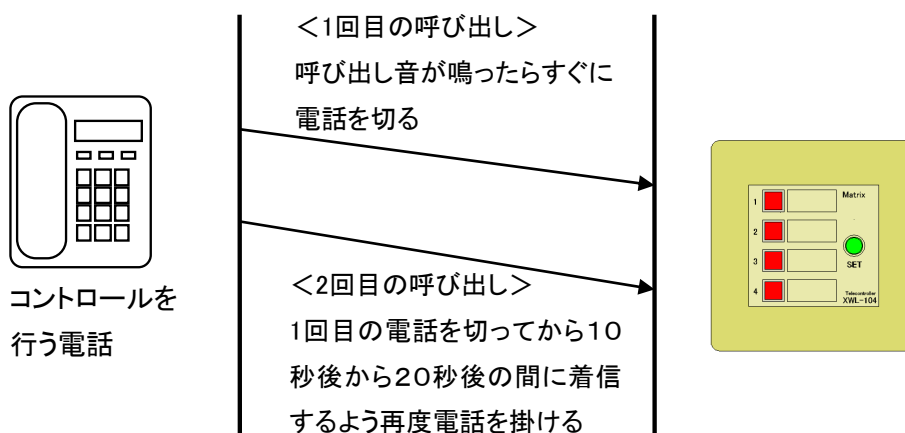 ＜1回目の呼び出し＞
呼び出し音が鳴ったらすぐに
電話を切る
コントロールを
行う電話
＜2回目の呼び出し＞
1回目の電話を切ってから10
秒後から20秒後の間に着信
するよう再度電話を掛ける
Matrix
1
2
3
4
SET
Telecontroller
XWL-104